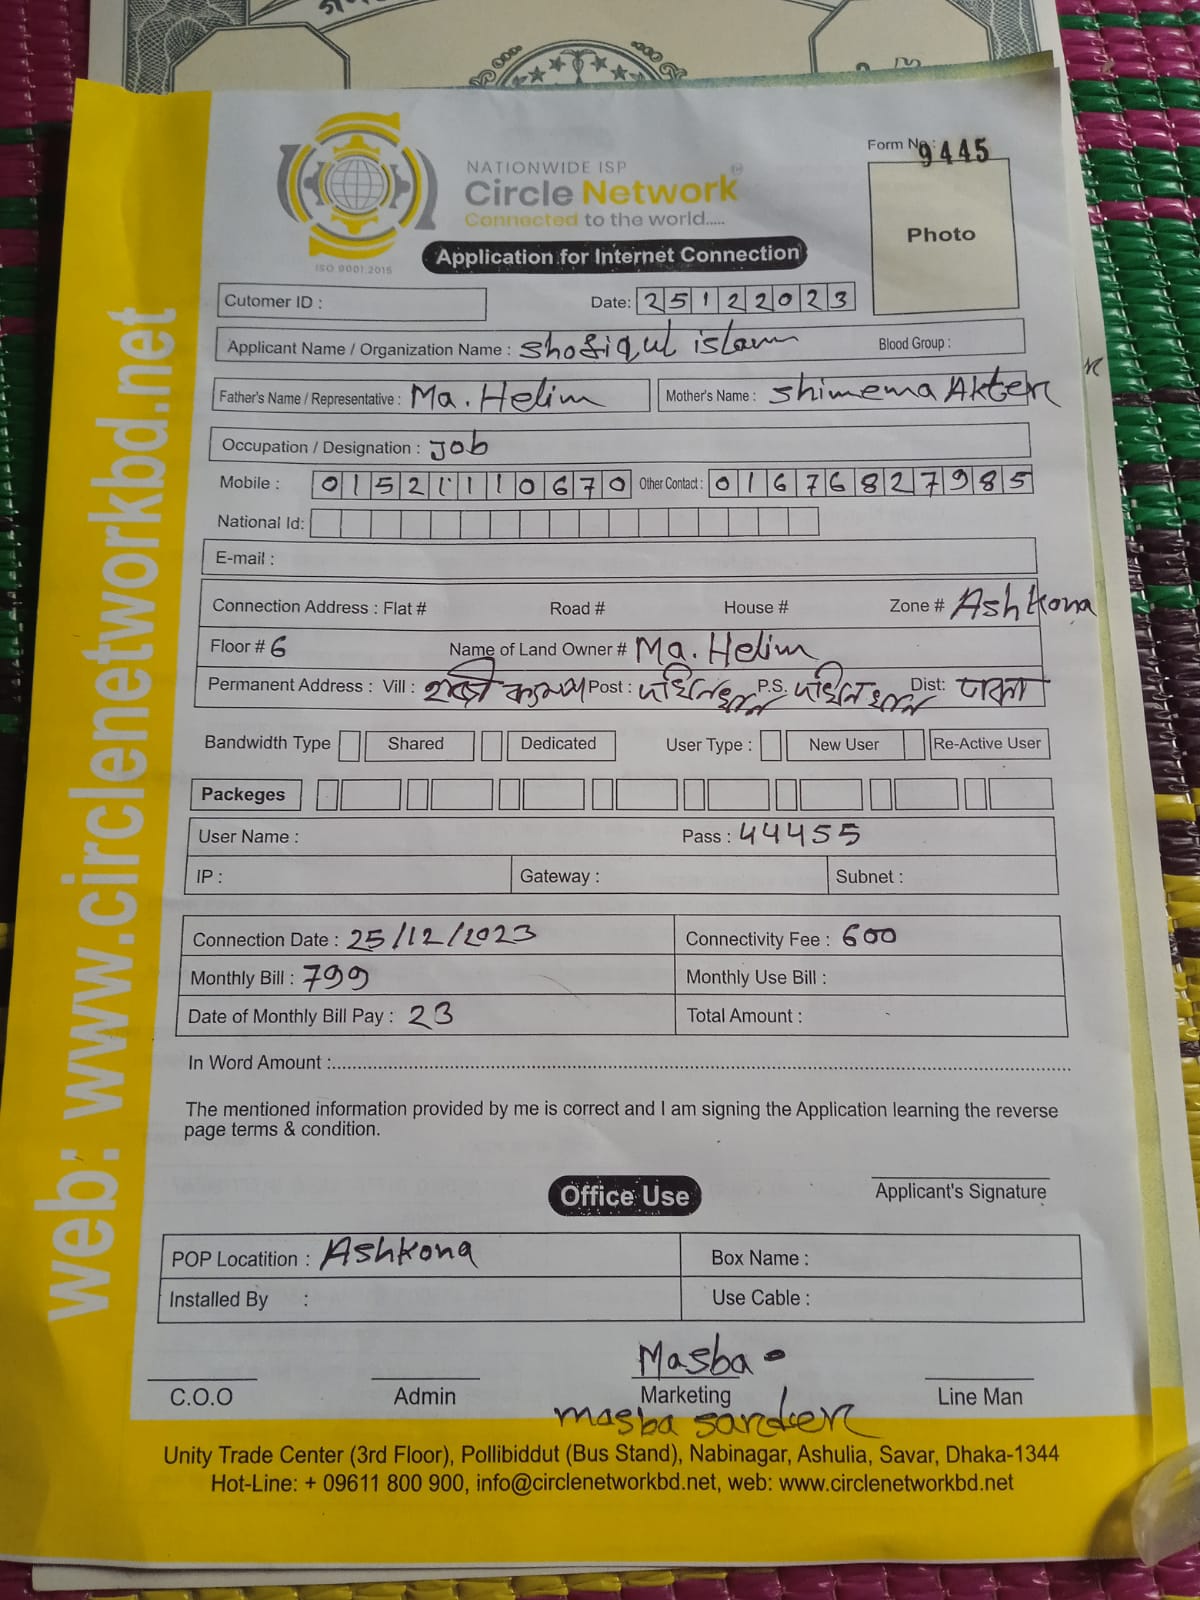 NATIONWIDE ISP
Circle Network
Connected to the world.....
ISO 9001:2015
Form No : 9445
Photo
Application for Internet Connection
Cutomer ID :
Date: 25122023
Applicant Name / Organization Name : Shofiqul islam
Blood Group :
Father's Name / Representative : Ma. Helim
Mother's Name : Shimema Akter
Occupation / Designation : Job
Mobile : 01521110670 Other Contact : 01676827985
National Id:
E-mail :
Connection Address : Flat # Road # House # Zone # Ashkona
Floor # 6 Name of Land Owner # Ma. Helim
Permanent Address : Vill : হাজী ক্যাম্প Post : দক্ষিনখান P.S. দক্ষিনখান Dist: ঢাকা
Bandwidth Type Shared Dedicated User Type : New User Re-Active User
Packeges
User Name : Pass : 44455
IP : Gateway : Subnet :
Connection Date : 25/12/2023 Connectivity Fee : 600
Monthly Bill : 799 Monthly Use Bill :
Date of Monthly Bill Pay : 23 Total Amount :
In Word Amount :
The mentioned information provided by me is correct and I am signing the Application learning the reverse
page terms & condition.
Applicant's Signature
Office Use
POP Locatition : Ashkona Box Name :
Installed By : Use Cable :
Masba
C.O.O Admin Marketing Line Man
masba sarder
Unity Trade Center (3rd Floor), Pollibiddut (Bus Stand), Nabinagar, Ashulia, Savar, Dhaka-1344
Hot-Line: + 09611 800 900, info@circlenetworkbd.net, web: www.circlenetworkbd.net
web: www.circlenetworkbd.net